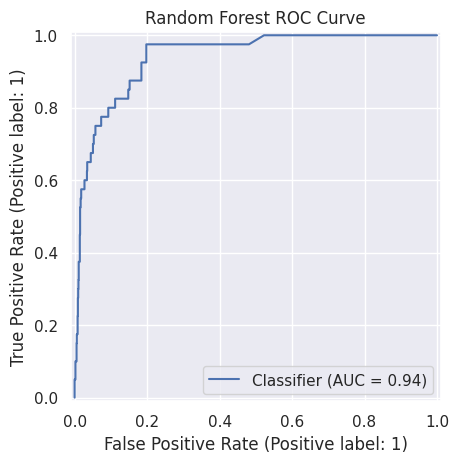 Random Forest ROC Curve
True Positive Rate (Positive label: 1)
1.0
0.8
0.6
0.4
0.2
0.0
Classifier (AUC = 0.94)
0.0 0.2 0.4 0.6 0.8 1.0
False Positive Rate (Positive label: 1)